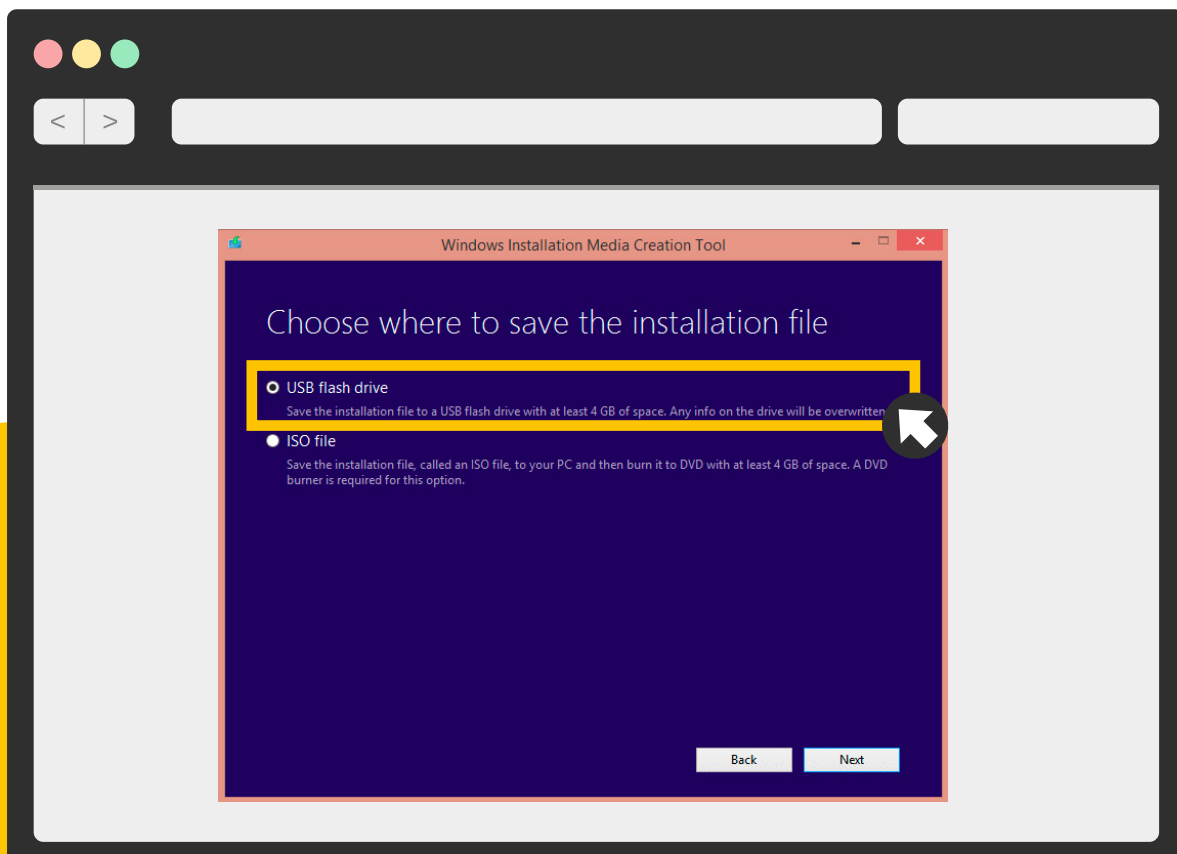 < >
Windows Installation Media Creation Tool
Choose where to save the installation file
USB flash drive
Save the installation file to a USB flash drive with at least 4 GB of space. Any info on the drive will be overwritten
ISO file
Save the installation file, called an ISO file, to your PC and then burn it to DVD with at least 4 GB of space. A DVD
burner is required for this option.
Back Next